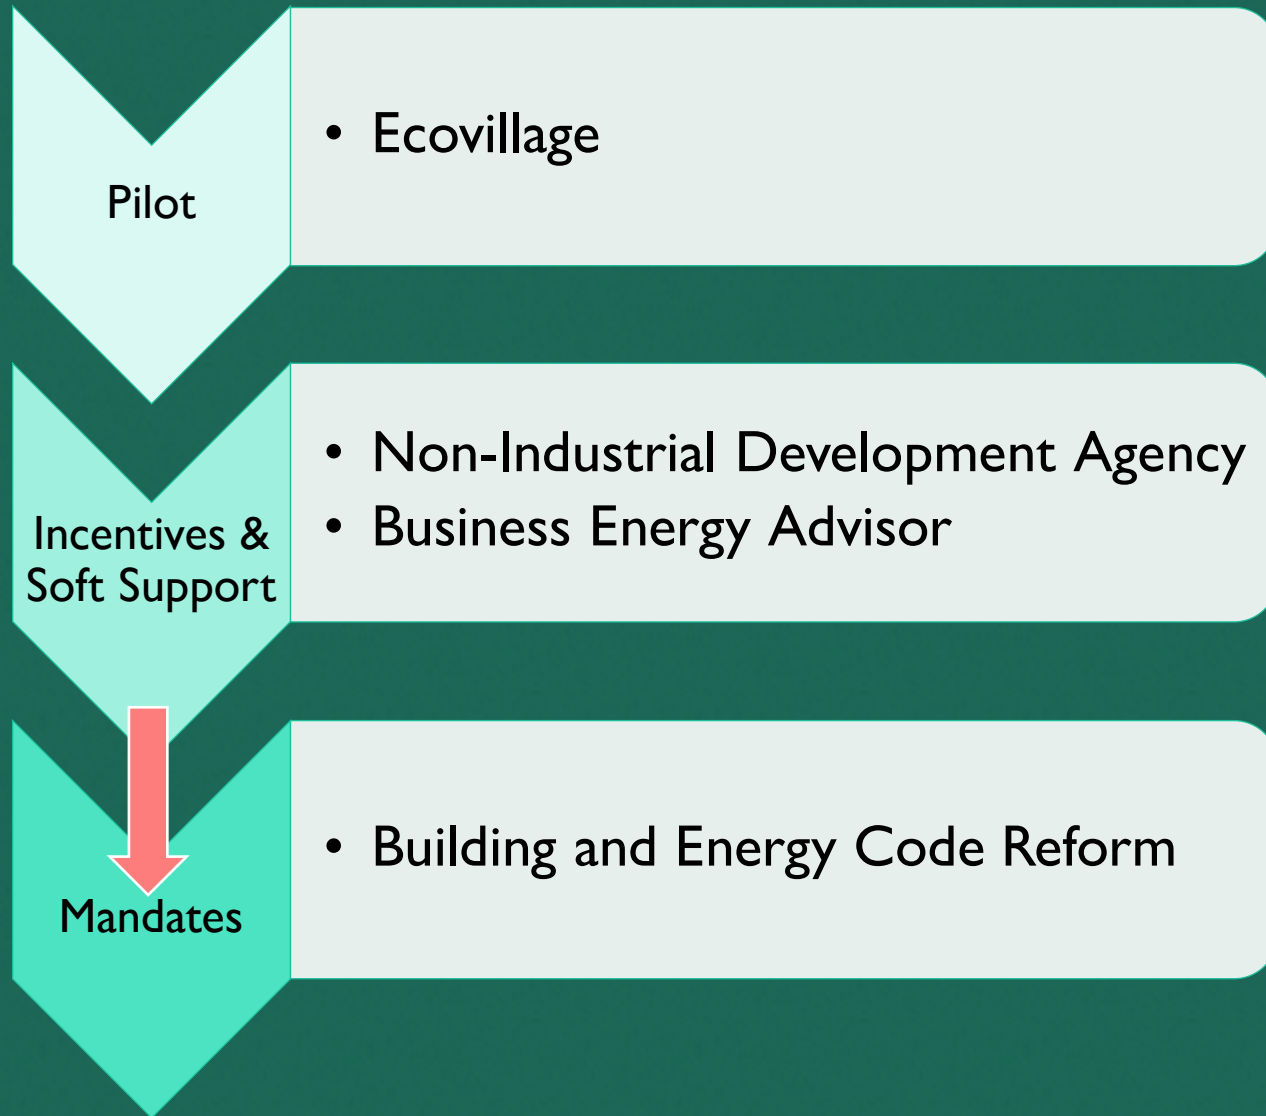 Pilot
• Ecovillage
Incentives &
Soft Support
• Non-Industrial Development Agency
• Business Energy Advisor
Mandates
• Building and Energy Code Reform